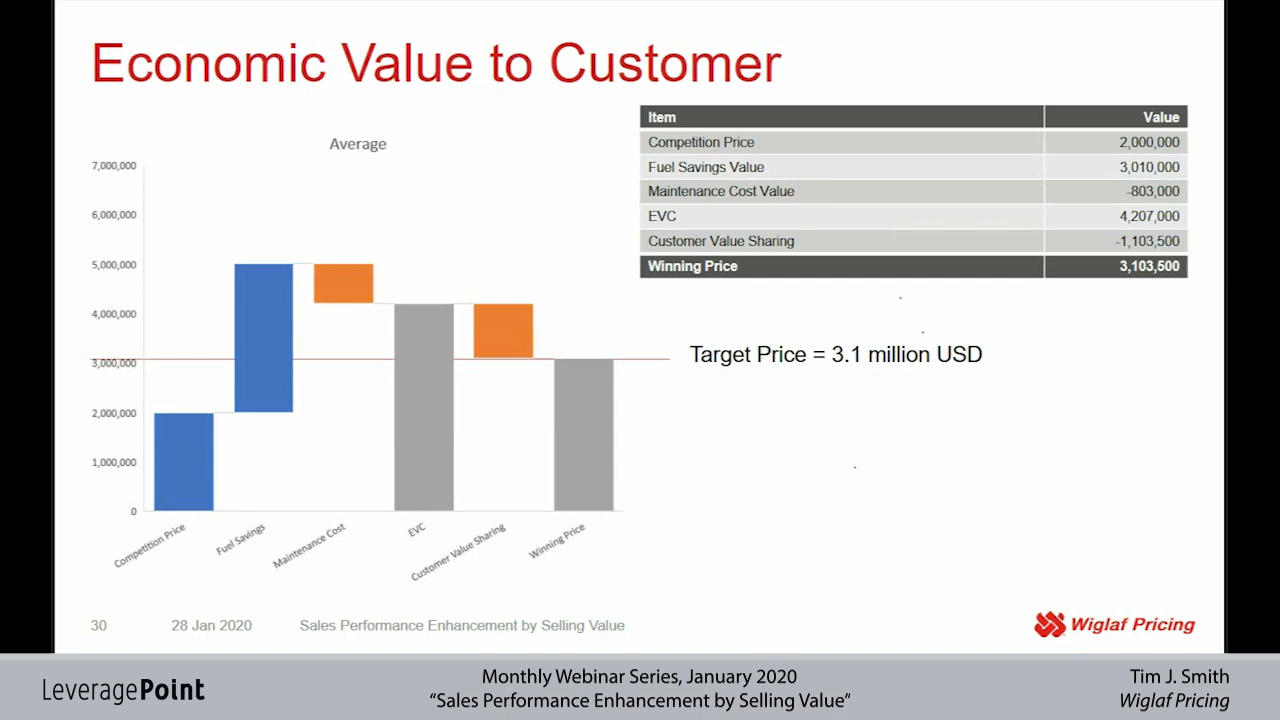 Economic Value to Customer
Average
7,000,000
6,000,000
5,000,000
4,000,000
3,000,000
2,000,000
1,000,000
0
Competition Price
Fuel Savings
Maintenance Cost
EVC
Customer Value Sharing
Winning Price
Item Value
Competition Price 2,000,000
Fuel Savings Value 3,010,000
Maintenance Cost Value -803,000
EVC 4,207,000
Customer Value Sharing -1,103,500
Winning Price 3,103,500
Target Price = 3.1 million USD
30 28 Jan 2020 Sales Performance Enhancement by Selling Value
Wiglaf Pricing
LeveragePoint
Monthly Webinar Series, January 2020
“Sales Performance Enhancement by Selling Value”
Tim J. Smith
Wiglaf Pricing